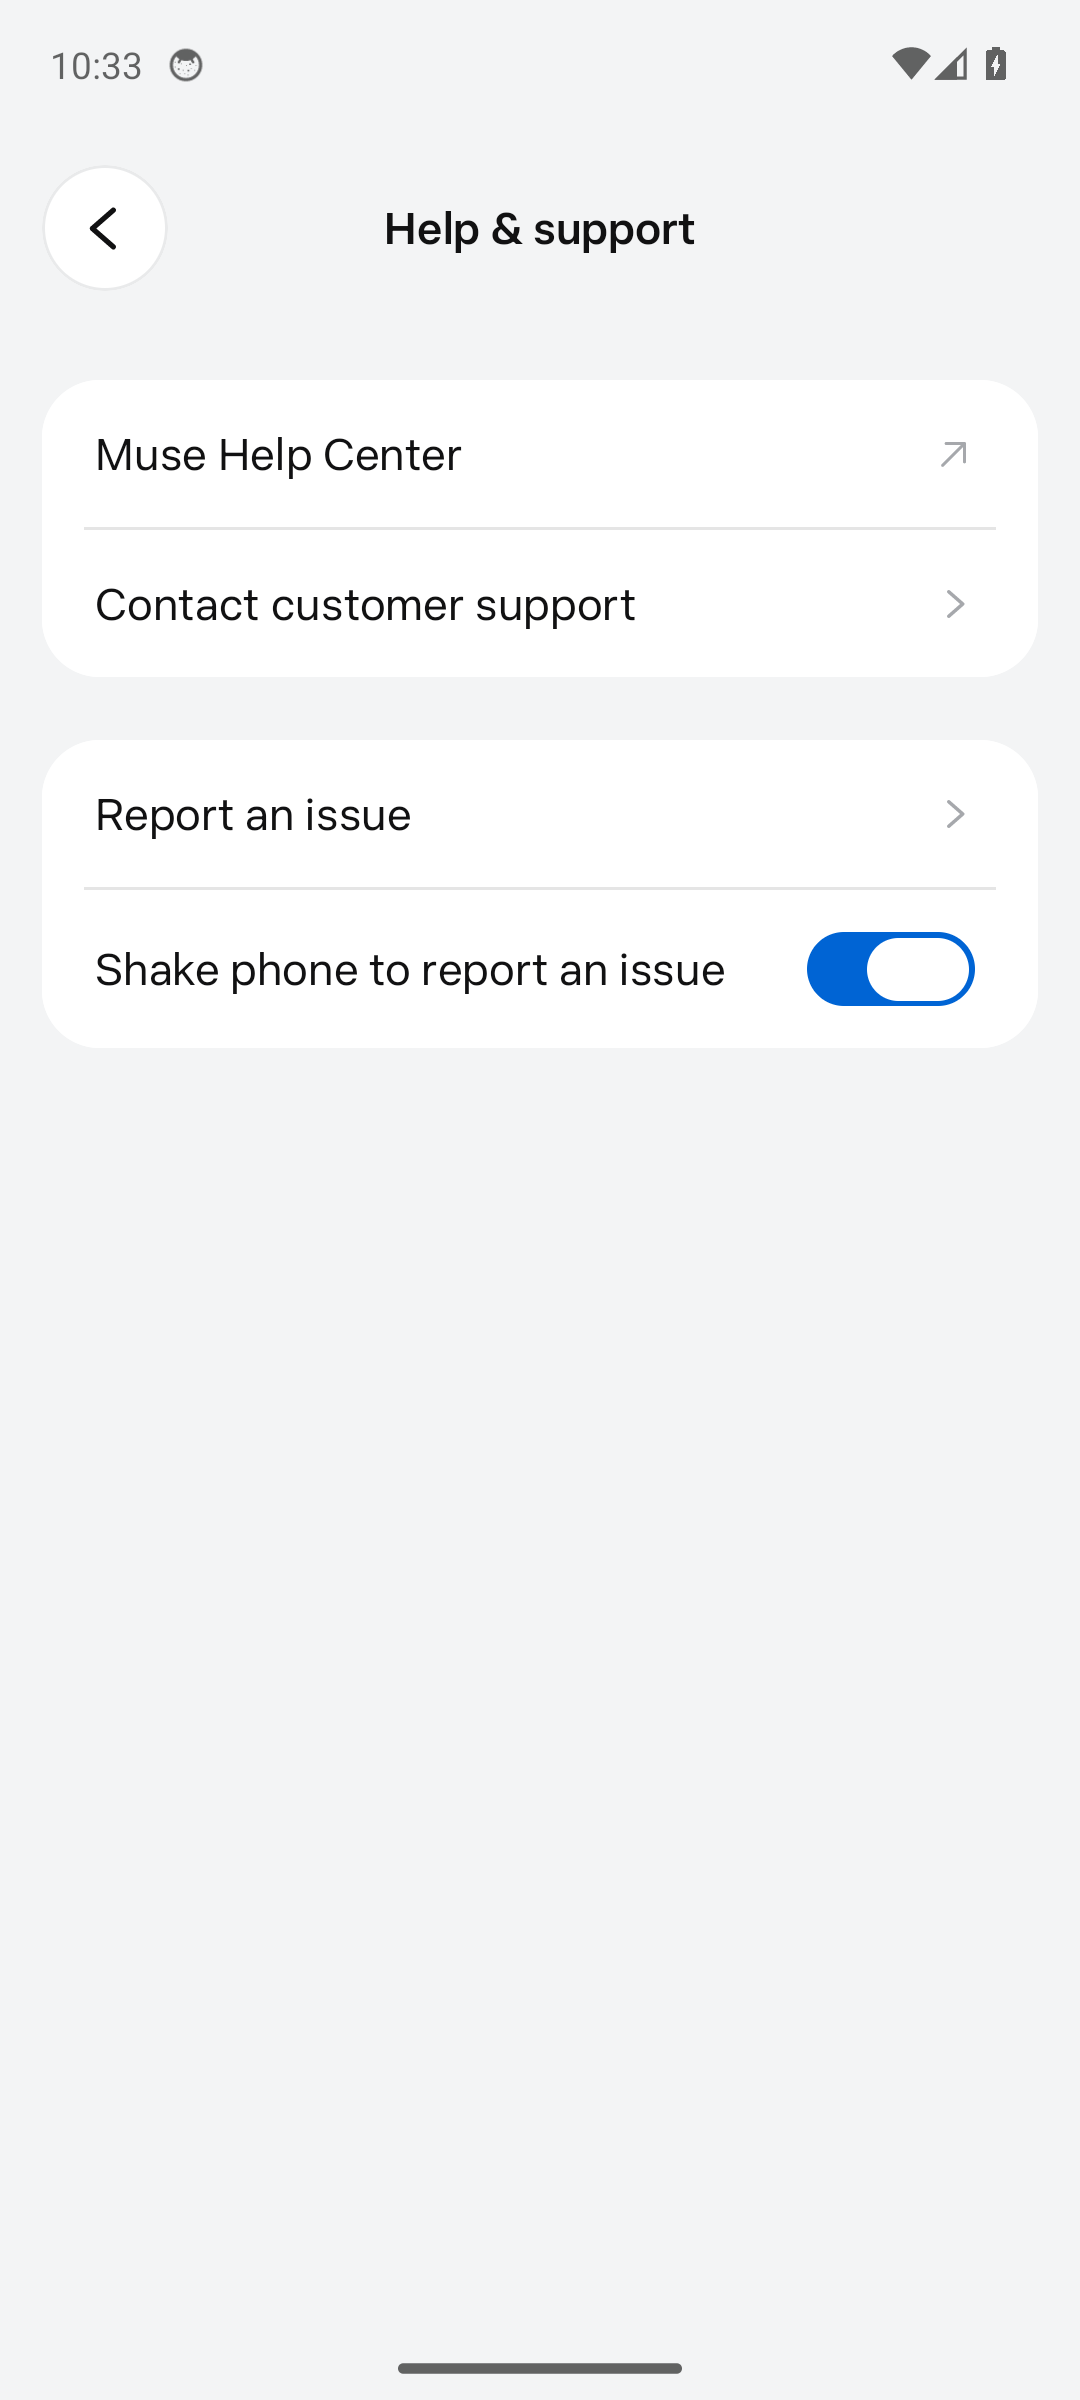 10:33
Help & support
Muse Help Center
Contact customer support
Report an issue
Shake phone to report an issue